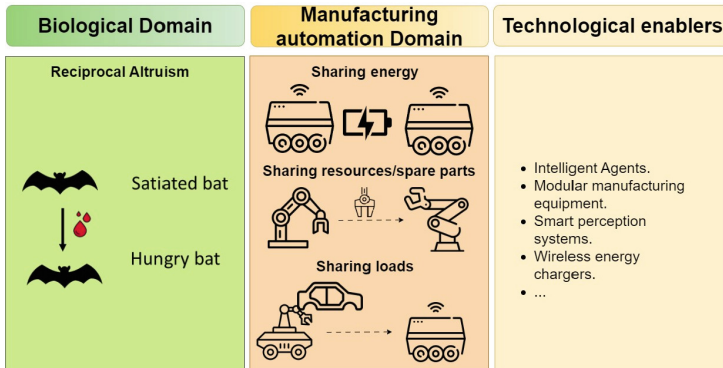 Biological Domain
Manufacturing
automation Domain
Technological enablers
Reciprocal Altruism
Satiated bat
Hungry bat
Sharing energy
Sharing resources/spare parts
Sharing loads
• Intelligent Agents.
• Modular manufacturing
equipment.
• Smart perception
systems.
• Wireless energy
chargers.
• ...